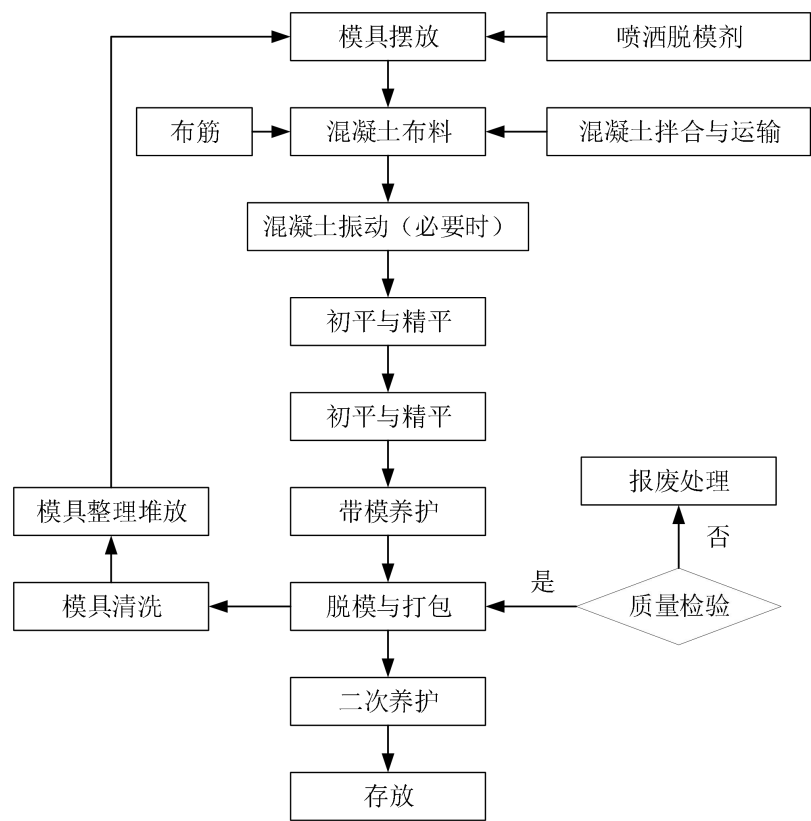 模具摆放
喷洒脱模剂
布筋
混凝土布料
混凝土拌合与运输
混凝土振动（必要时）
初平与精平
初平与精平
报废处理
模具整理堆放
带模养护
否
是
模具清洗
脱模与打包
质量检验
二次养护
存放